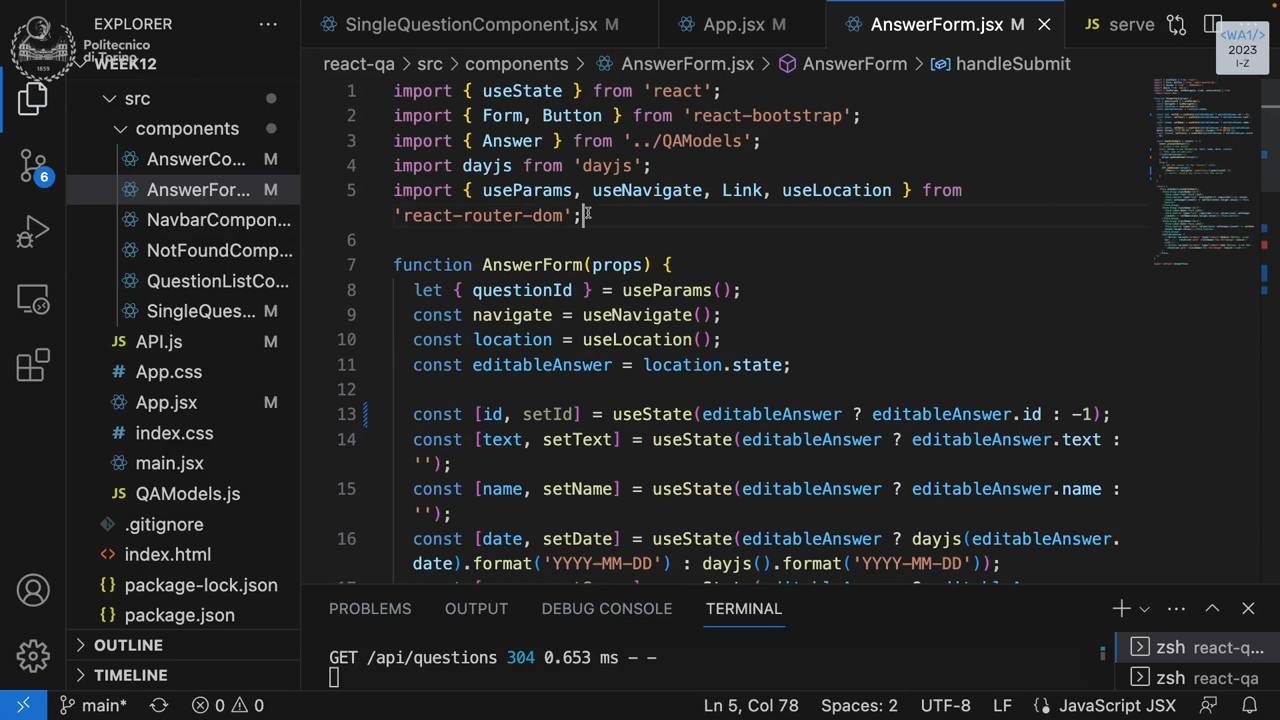 EXPLORER
SingleQuestionComponent.jsx M
App.jsx M
AnswerForm.jsx M
JS serve
Politecnico
di Torino
1859
<WA1/>
2023
I-Z
WEEK12
src
components
AnswerCo... M
AnswerFor... M
NavbarCompon...
NotFoundComp...
QuestionListCo...
SingleQues... M
JS API.js M
App.css
App.jsx M
index.css
main.jsx
JS QAModels.js
.gitignore
<> index.html
{} package-lock.json
{} package.json
OUTLINE
TIMELINE
6
react-qa > src > components > AnswerForm.jsx > AnswerForm > handleSubmit
1 import { useState } from 'react';
2 import { Form, Button } from 'react-bootstrap';
3 import { Answer } from '../QAModels';
4 import dayjs from 'dayjs';
5 import { useParams, useNavigate, Link, useLocation } from
'react-router-dom';
6
7 function AnswerForm(props) {
8 let { questionId } = useParams();
9 const navigate = useNavigate();
10 const location = useLocation();
11 const editableAnswer = location.state;
12
13 const [id, setId] = useState(editableAnswer ? editableAnswer.id : -1);
14 const [text, setText] = useState(editableAnswer ? editableAnswer.text :
'');
15 const [name, setName] = useState(editableAnswer ? editableAnswer.name :
'');
16 const [date, setDate] = useState(editableAnswer ? dayjs(editableAnswer.
date).format('YYYY-MM-DD') : dayjs().format('YYYY-MM-DD'));
PROBLEMS OUTPUT DEBUG CONSOLE TERMINAL
GET /api/questions 304 0.653 ms - -
zsh react-q...
zsh react-qa
main* 0 0 Ln 5, Col 78 Spaces: 2 UTF-8 LF {} JavaScript JSX